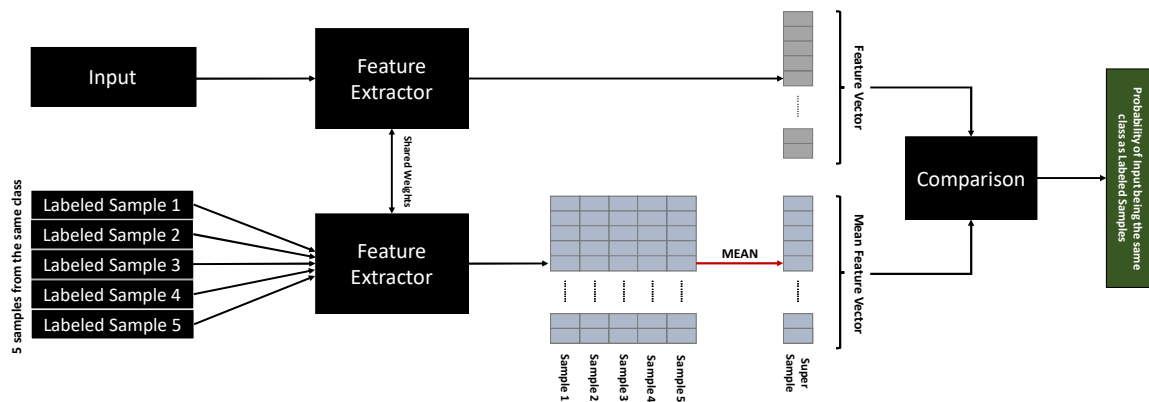 Input
Feature
Extractor
Feature Vector
Shared Weights
5 samples from the same class
Labeled Sample 1
Labeled Sample 2
Labeled Sample 3
Labeled Sample 4
Labeled Sample 5
Feature
Extractor
MEAN
Sample 1
Sample 2
Sample 3
Sample 4
Sample 5
Super
Sample
Mean Feature Vector
Comparison
Probability of Input being the same
class as Labeled Samples